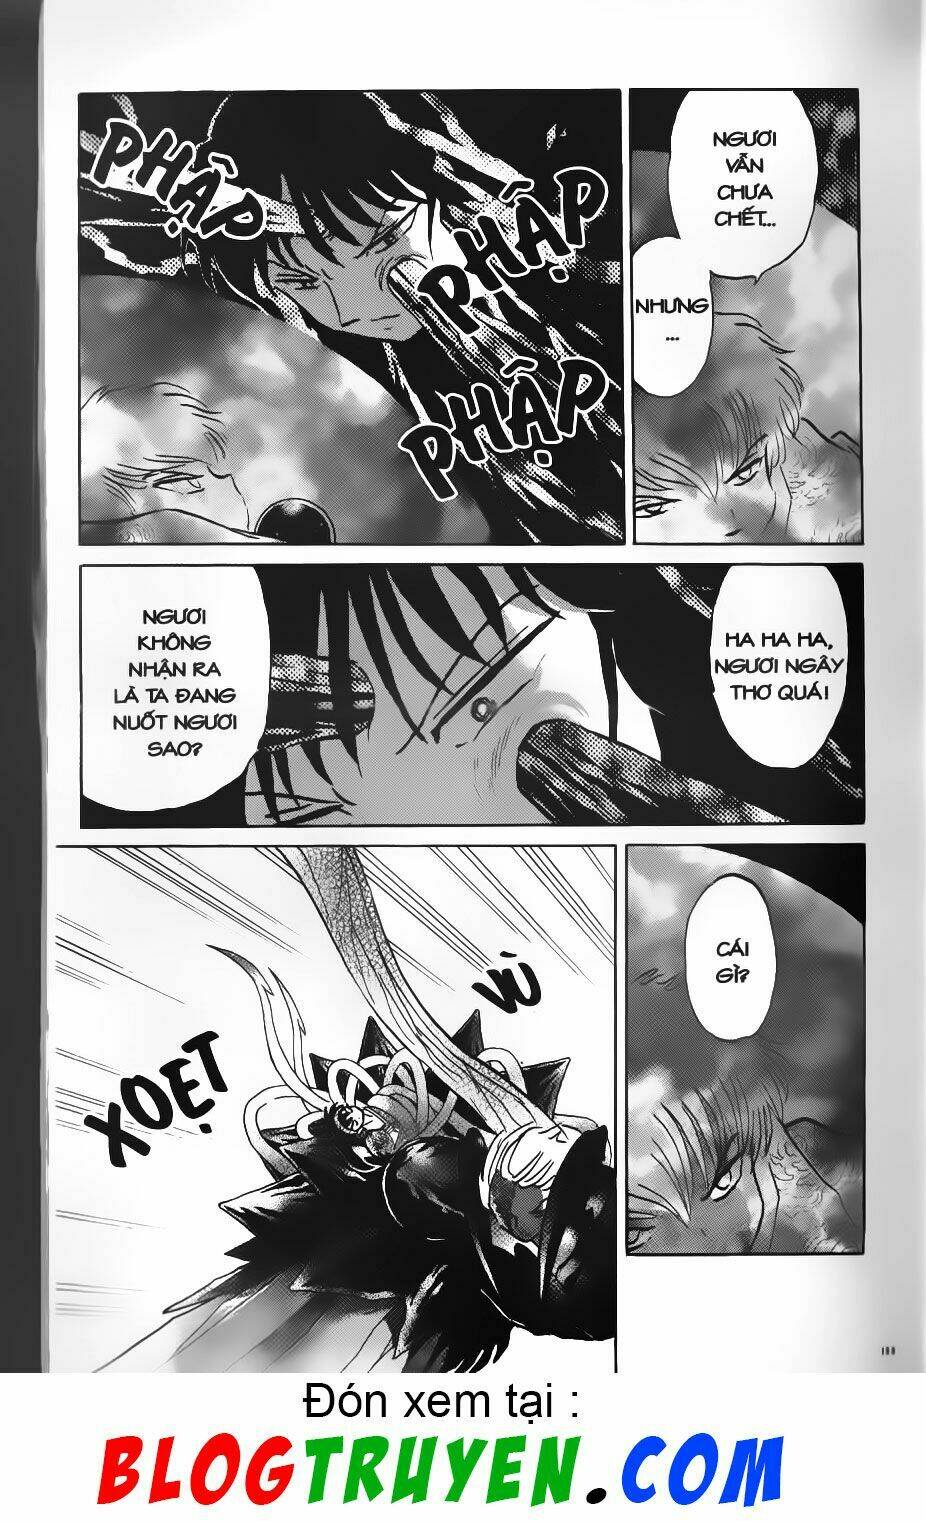 NGƯƠI
VẪN
CHƯA
CHẾT...
NHƯNG
...
PHẬP
PHẬP
PHẬP
HA HA HA,
NGƯƠI NGÂY
THƠ QUÁ!
NGƯƠI
KHÔNG
NHẬN RA
LÀ TA ĐANG
NUỐT NGƯƠI
SAO?
CÁI
GÌ?
VÙ
XOẸT
188
Đón xem tại :
BLOGTRUYEN.COM